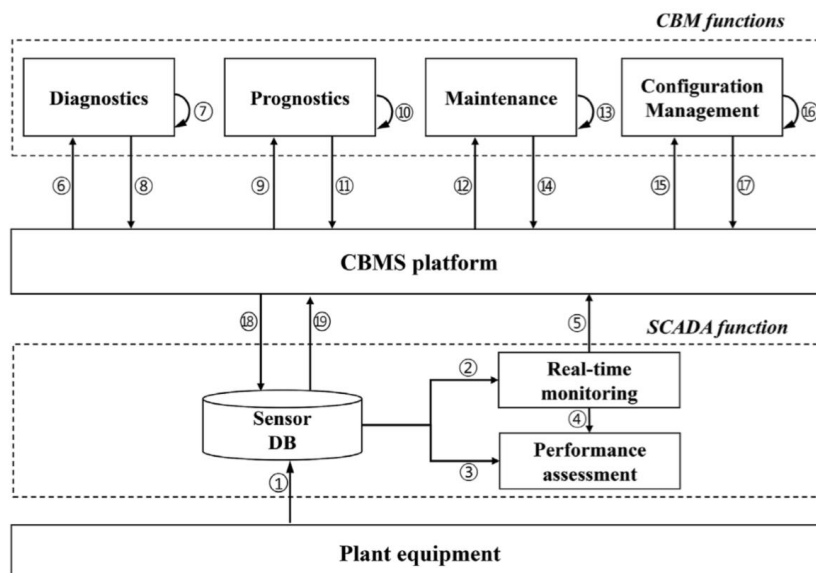 CBM functions
Diagnostics
⑦
Prognostics
⑩
Maintenance
⑬
Configuration
Management
⑯
⑥
⑧
⑨
⑪
⑫
⑭
⑮
⑰
CBMS platform
⑱
⑲
⑤
SCADA function
②
Real-time
monitoring
④
Sensor
DB
③
Performance
assessment
①
Plant equipment